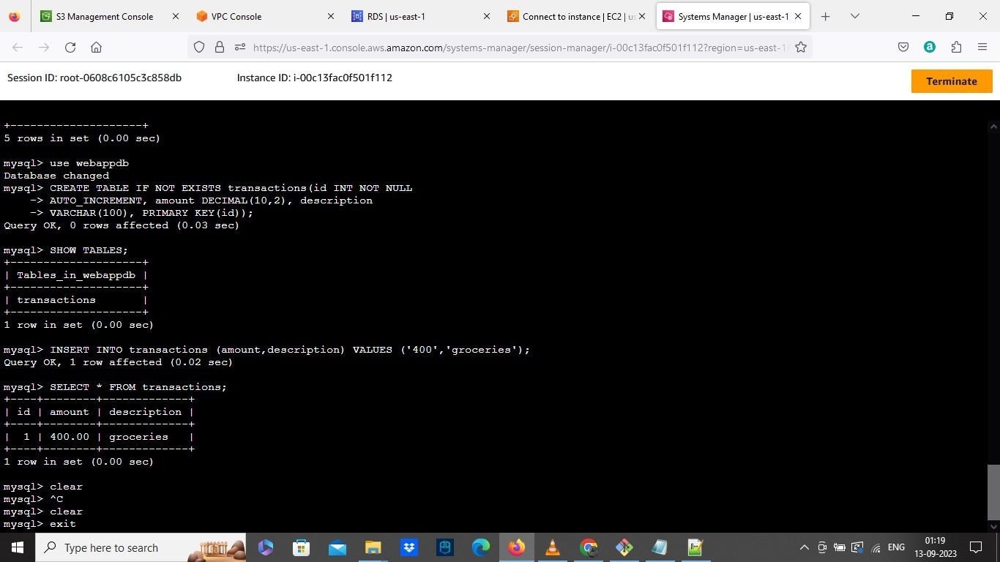 S3 Management Console
VPC Console
RDS | us-east-1
Connect to instance | EC2 | us
Systems Manager | us-east-1
https://us-east-1.console.aws.amazon.com/systems-manager/session-manager/i-00c13fac0f501f112?region=us-east-1
Session ID: root-0608c6105c3c858db
Instance ID: i-00c13fac0f501f112
Terminate
+--------------------+
5 rows in set (0.00 sec)
mysql> use webappdb
Database changed
mysql> CREATE TABLE IF NOT EXISTS transactions(id INT NOT NULL
    -> AUTO_INCREMENT, amount DECIMAL(10,2), description
    -> VARCHAR(100), PRIMARY KEY(id));
Query OK, 0 rows affected (0.03 sec)
mysql> SHOW TABLES;
+--------------------+
| Tables_in_webappdb |
+--------------------+
| transactions       |
+--------------------+
1 row in set (0.00 sec)
mysql> INSERT INTO transactions (amount,description) VALUES ('400','groceries');
Query OK, 1 row affected (0.02 sec)
mysql> SELECT * FROM transactions;
+----+--------+-------------+
| id | amount | description |
+----+--------+-------------+
|  1 | 400.00 | groceries   |
+----+--------+-------------+
1 row in set (0.00 sec)
mysql> clear
mysql> ^C
mysql> clear
mysql> exit
Type here to search
ENG
01:19
13-09-2023